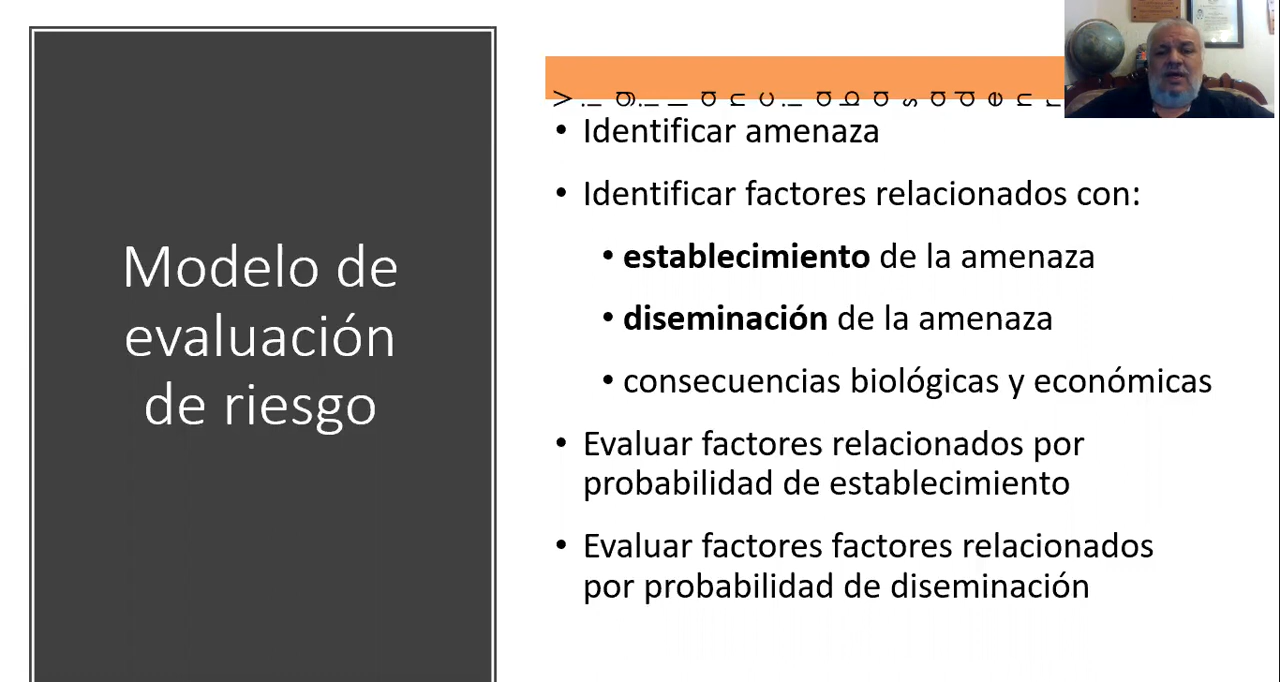 Modelo de
evaluación
de riesgo
Vigilanciabasadenr
• Identificar amenaza
• Identificar factores relacionados con:
• establecimiento de la amenaza
• diseminación de la amenaza
• consecuencias biológicas y económicas
• Evaluar factores relacionados por
probabilidad de establecimiento
• Evaluar factores factores relacionados
por probabilidad de diseminación